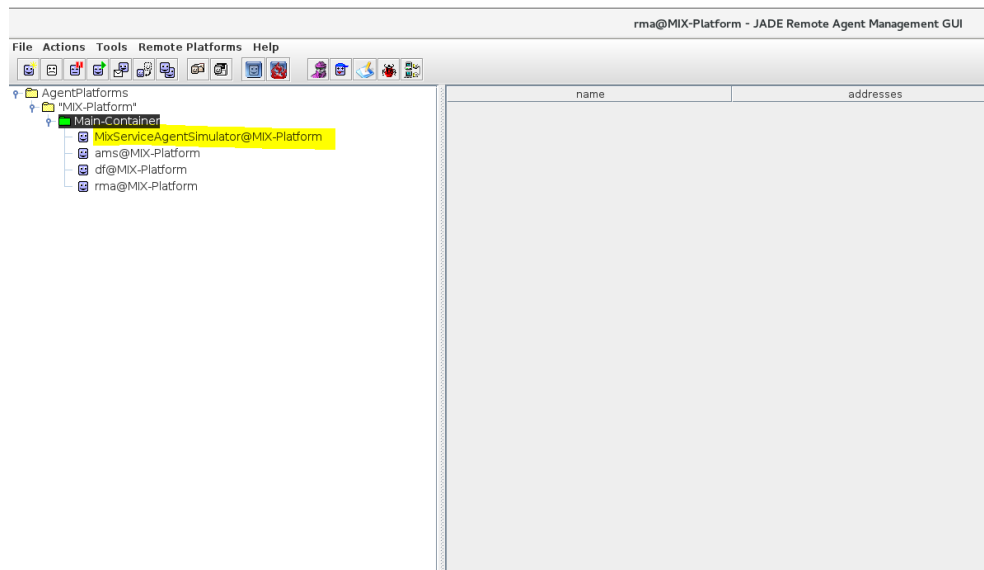 rma@MIX-Platform - JADE Remote Agent Management GUI
File Actions Tools Remote Platforms Help
AgentPlatforms
"MIX-Platform"
Main-Container
MixServiceAgentSimulator@MIX-Platform
ams@MIX-Platform
df@MIX-Platform
rma@MIX-Platform
name addresses